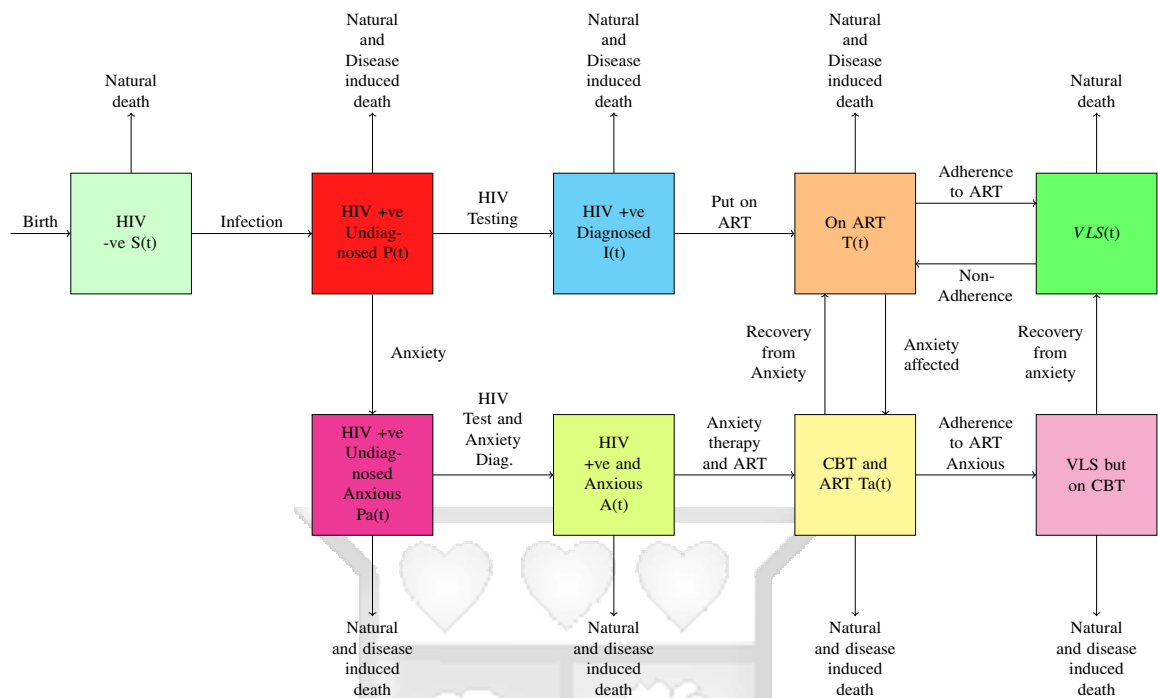 Natural
and
Disease
induced
death
Natural
and
Disease
induced
death
Natural
and
Disease
induced
death
Natural
death
Natural
death
Birth
HIV
-ve S(t)
Infection
HIV +ve
Undiag-
nosed P(t)
HIV
Testing
HIV +ve
Diagnosed
I(t)
Put on
ART
On ART
T(t)
Adherence
to ART
Non-
Adherence
VLS(t)
Anxiety
Recovery
from
Anxiety
Anxiety
affected
Recovery
from
anxiety
HIV +ve
Undiag-
nosed
Anxious
Pa(t)
HIV
Test and
Anxiety
Diag.
HIV
+ve and
Anxious
A(t)
Anxiety
therapy
and ART
CBT and
ART Ta(t)
Adherence
to ART
Anxious
VLS but
on CBT
Natural
and disease
induced
death
Natural
and disease
induced
death
Natural
and disease
induced
death
Natural
and disease
induced
death